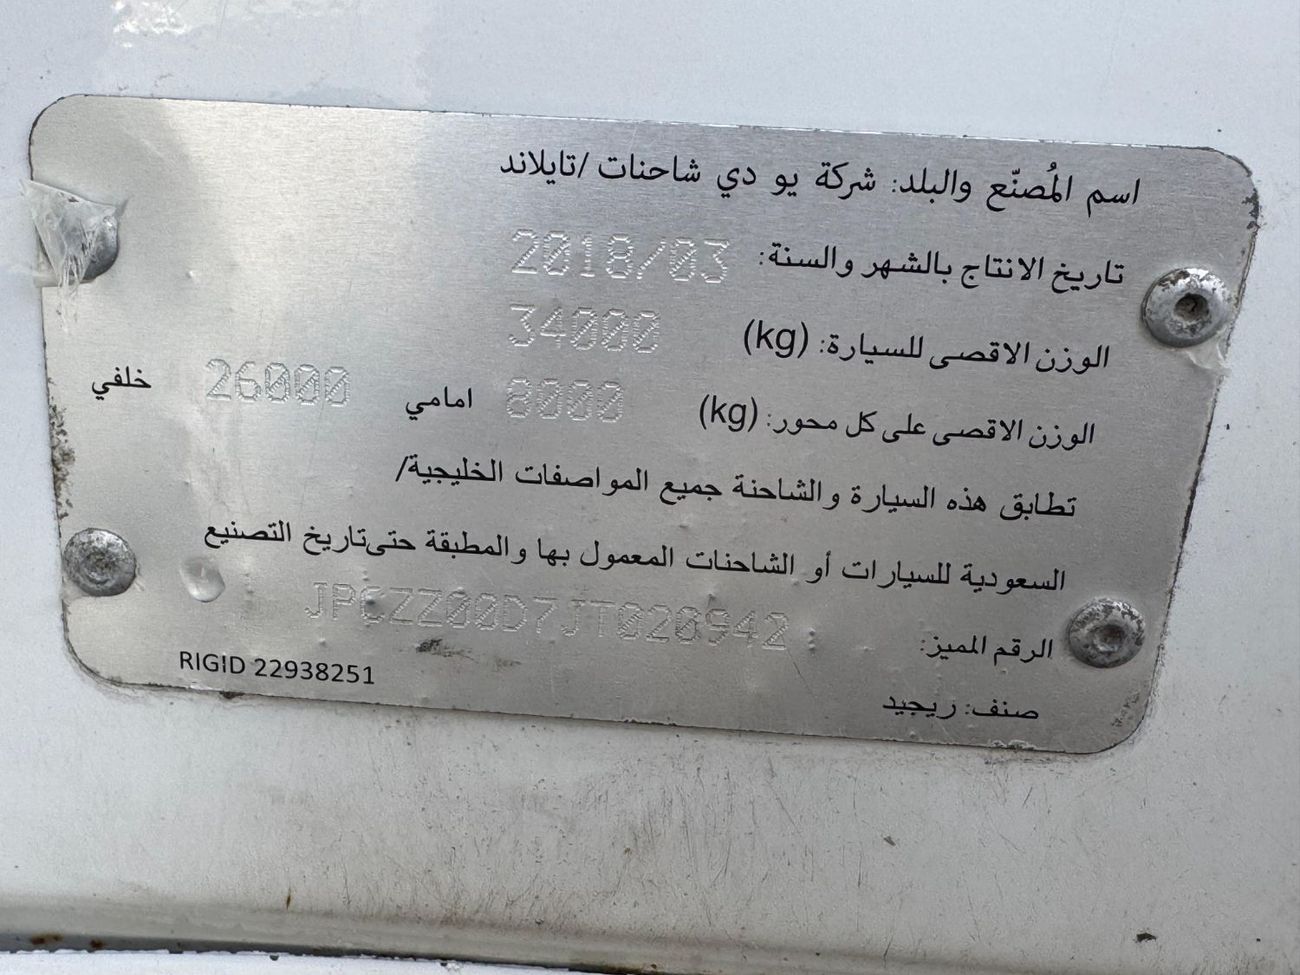 اسم المُصنّع والبلد: شركة يو دي شاحنات /تايلاند
تاريخ الانتاج بالشهر والسنة: 2018/03
الوزن الاقصى للسيارة: (kg) 34000
الوزن الاقصى على كل محور: (kg) 8000 امامي 26000 خلفي
تطابق هذه السيارة والشاحنة جميع المواصفات الخليجية/
السعودية للسيارات أو الشاحنات المعمول بها والمطبقة حتى تاريخ التصنيع
الرقم المميز: JPCZZ00D7JT020942
صنف: ريجيد
RIGID 22938251